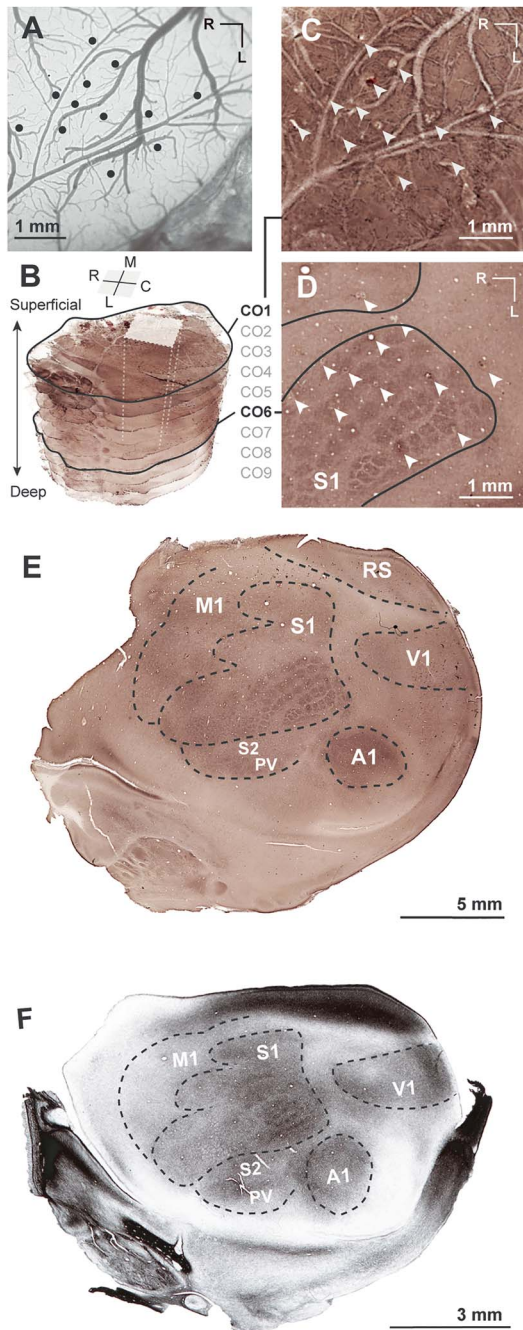 A
R
L
1 mm
C
R
L
1 mm
B
M
R
C
L
Superficial
Deep
CO1
CO2
CO3
CO4
CO5
CO6
CO7
CO8
CO9
D
R
L
S1
1 mm
E
RS
M1
S1
V1
S2
PV
A1
5 mm
F
M1
S1
V1
S2
PV
A1
3 mm